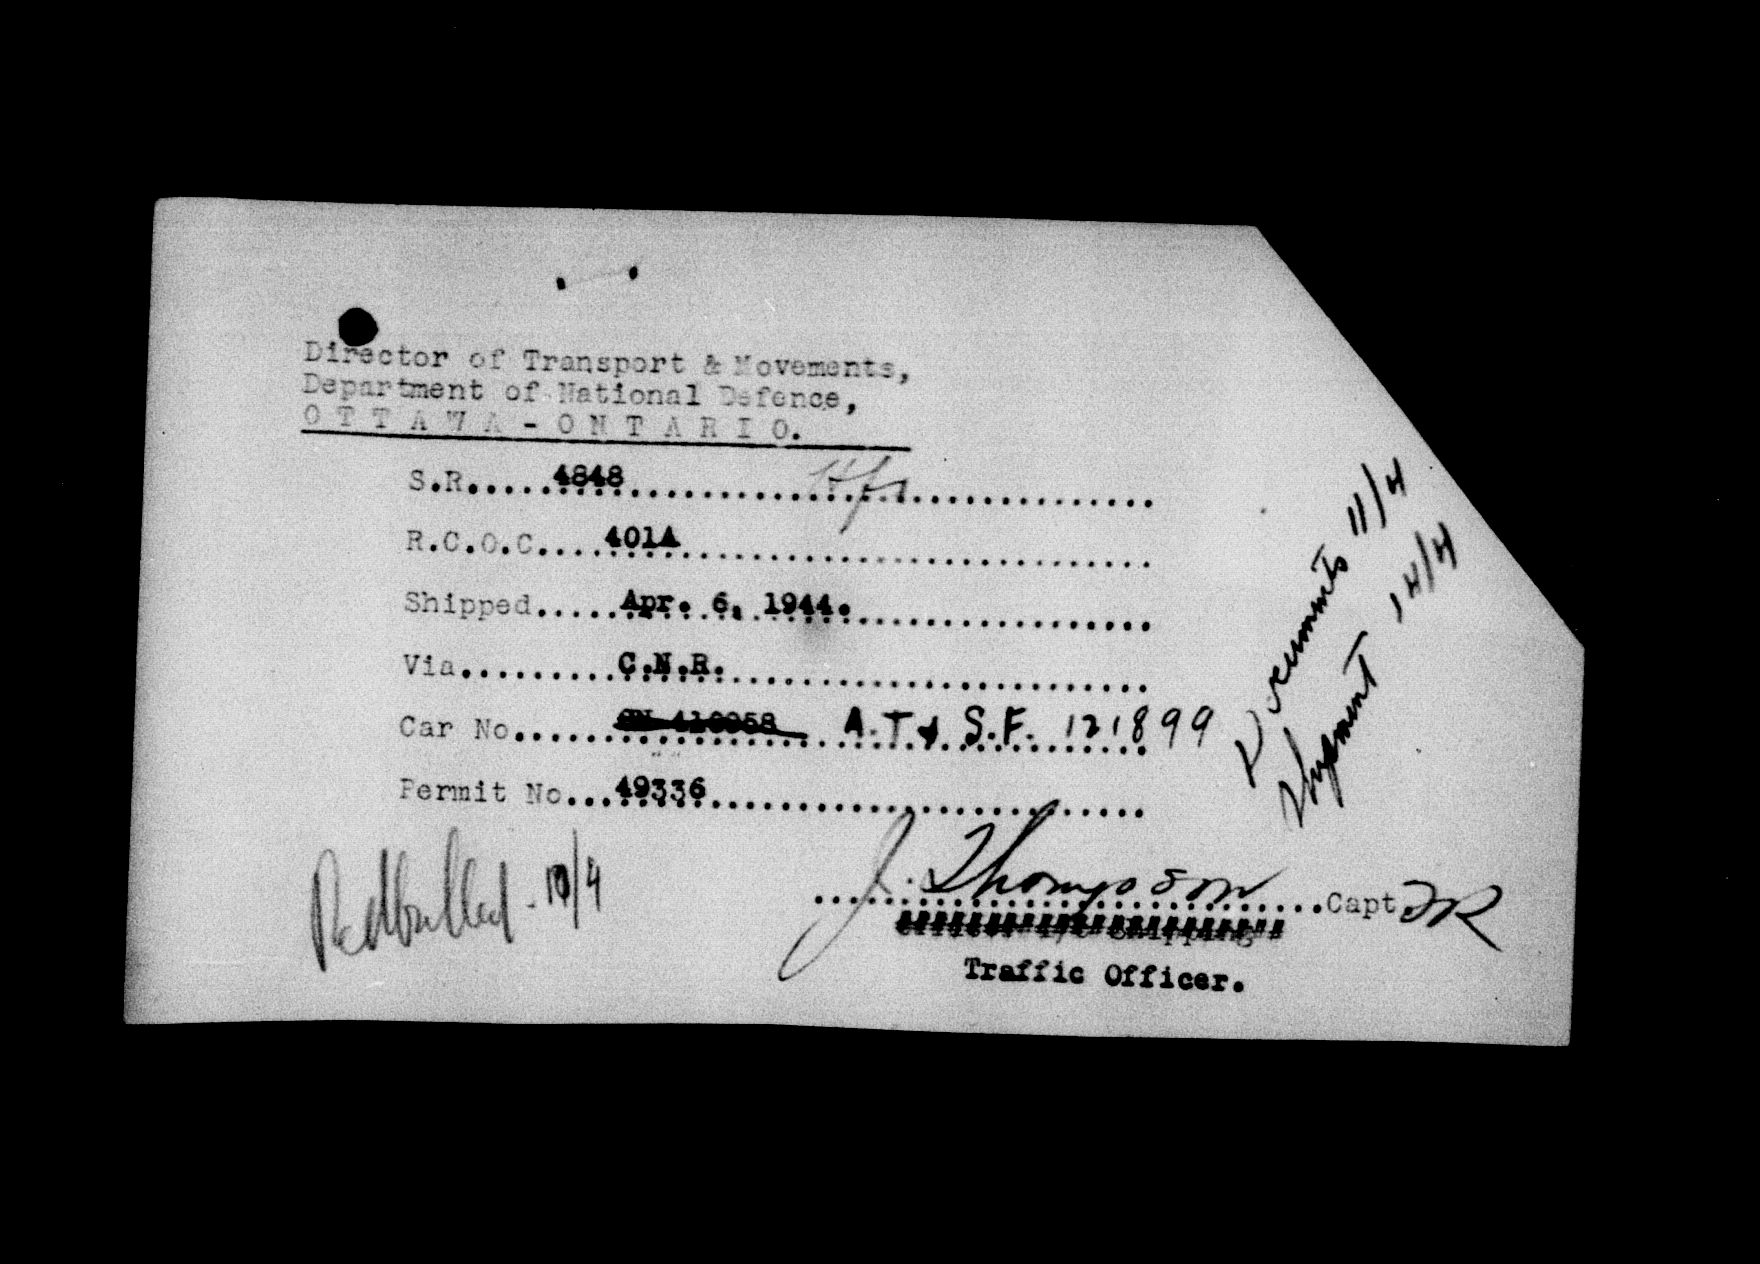 Director of Transport & Movements,
Department of National Defence,
OTTAWA - ONTARIO.
S.R.....4848....................
R.C.O.C....401A....................
Shipped.....Apr. 6, 1944.....................
Via.........C.N.R.....................
Car No...... A.T & S.F. 121899
Permit No...49336....................
Documents 11/4
Shipment 14/4
10/4
J. Thompson Capt.
Traffic Officer.